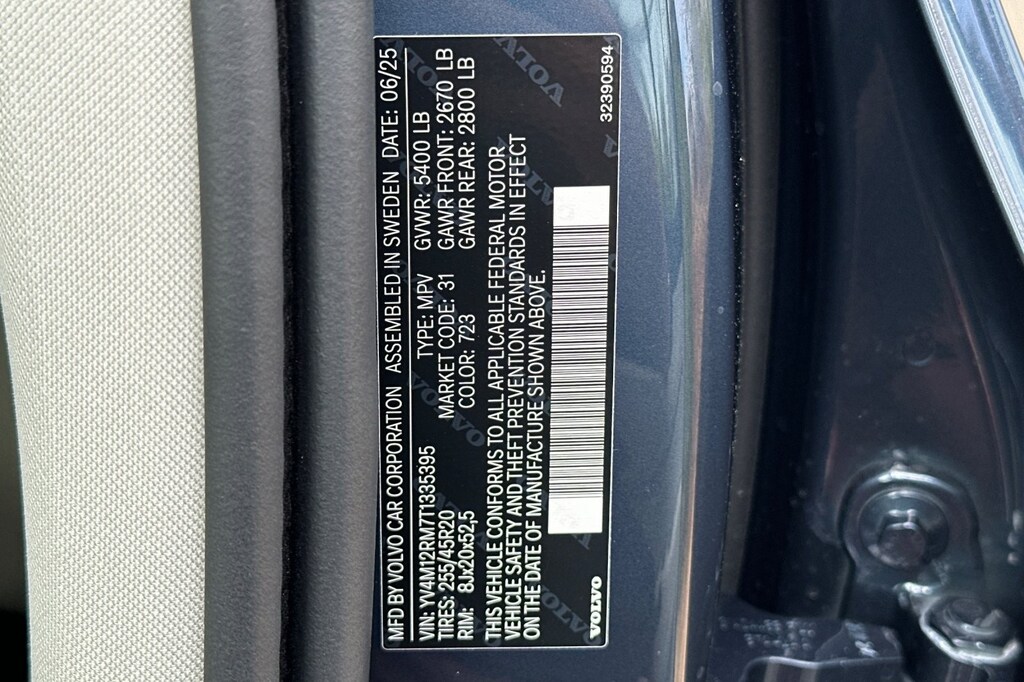 MFD BY VOLVO CAR CORPORATION ASSEMBLED IN SWEDEN DATE: 06/25
VIN: YV4M12RM7T1335395 TYPE: MPV GVWR: 5400 LB
TIRES: 255/45R20 MARKET CODE: 31 GAWR FRONT: 2670 LB
RIM: 8Jx20x52,5 COLOR: 723 GAWR REAR: 2800 LB
THIS VEHICLE CONFORMS TO ALL APPLICABLE FEDERAL MOTOR
VEHICLE SAFETY AND THEFT PREVENTION STANDARDS IN EFFECT
ON THE DATE OF MANUFACTURE SHOWN ABOVE.
VOLVO
32390594